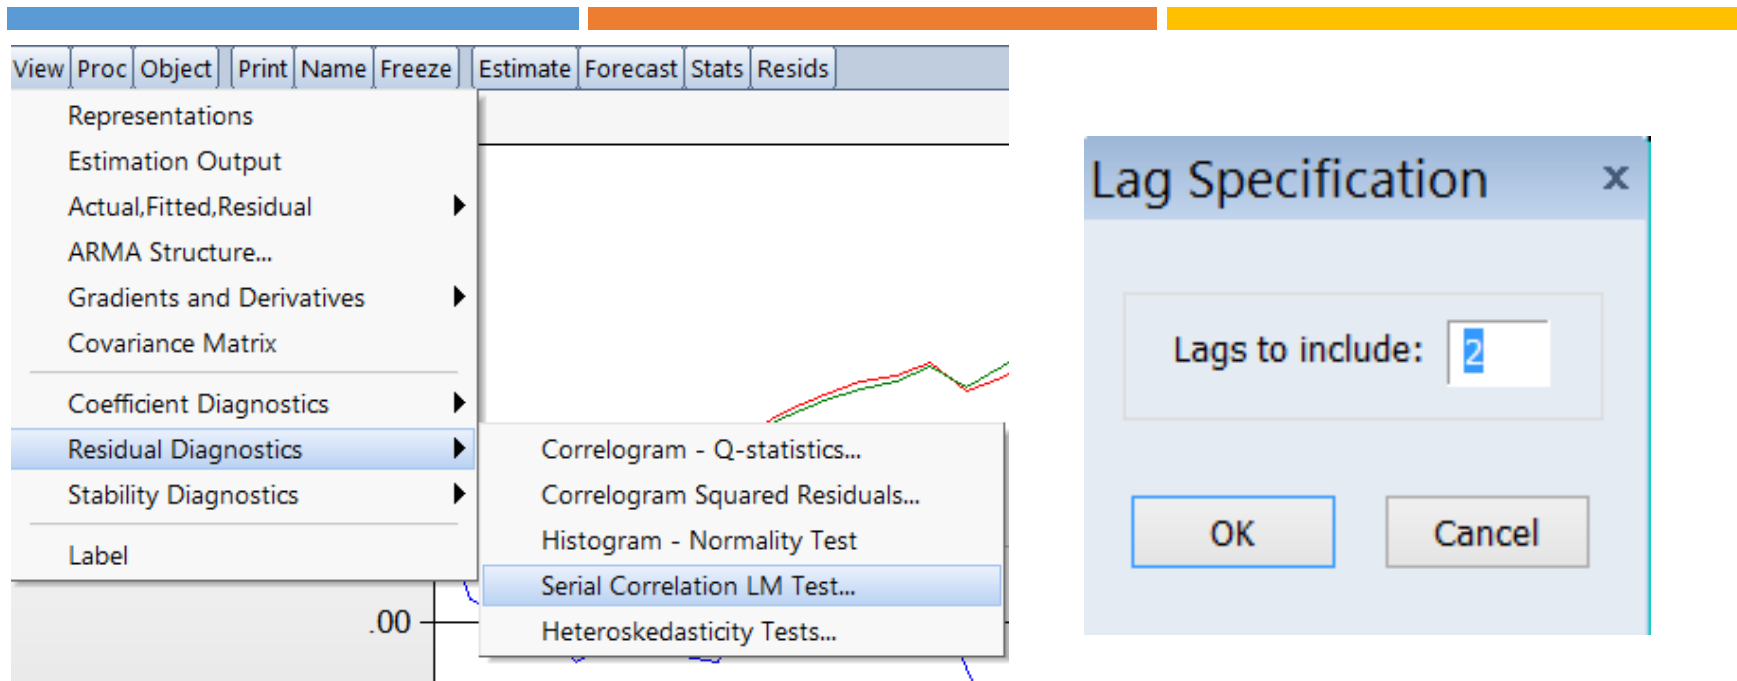 View Proc Object Print Name Freeze Estimate Forecast Stats Resids
Representations
Estimation Output
Actual,Fitted,Residual
ARMA Structure...
Gradients and Derivatives
Covariance Matrix
Coefficient Diagnostics
Residual Diagnostics
Stability Diagnostics
Label
Correlogram - Q-statistics...
Correlogram Squared Residuals...
Histogram - Normality Test
Serial Correlation LM Test...
Heteroskedasticity Tests...
.00
Lag Specification x
Lags to include: 2
OK Cancel